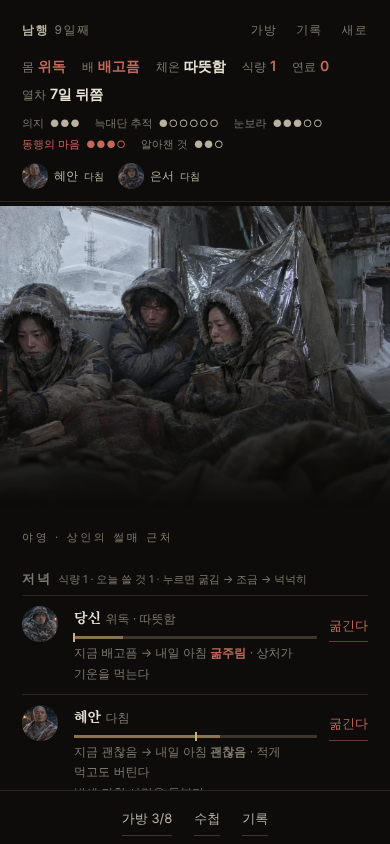 남행 9일째 가방 기록 새로
몸 위독 배 배고픔 체온 따뜻함 식량 1 연료 0
열차 7일 뒤쯤
의지 ●●● 늑대단 추적 ●○○○○○ 눈보라 ●●●○○
동행의 마음 ●●●○ 알아챈 것 ●●○
혜안 다침 은서 다침
야영 · 상인의 썰매 근처
저녁 식량 1 · 오늘 쓸 것 1 · 누르면 굶김 → 조금 → 넉넉히
당신 위독 · 따뜻함 굶긴다
지금 배고픔 → 내일 아침 굶주림 · 상처가
기운을 먹는다
혜안 다침 굶긴다
지금 괜찮음 → 내일 아침 괜찮음 · 적게
먹고도 버틴다
가방 3/8 수첩 기록